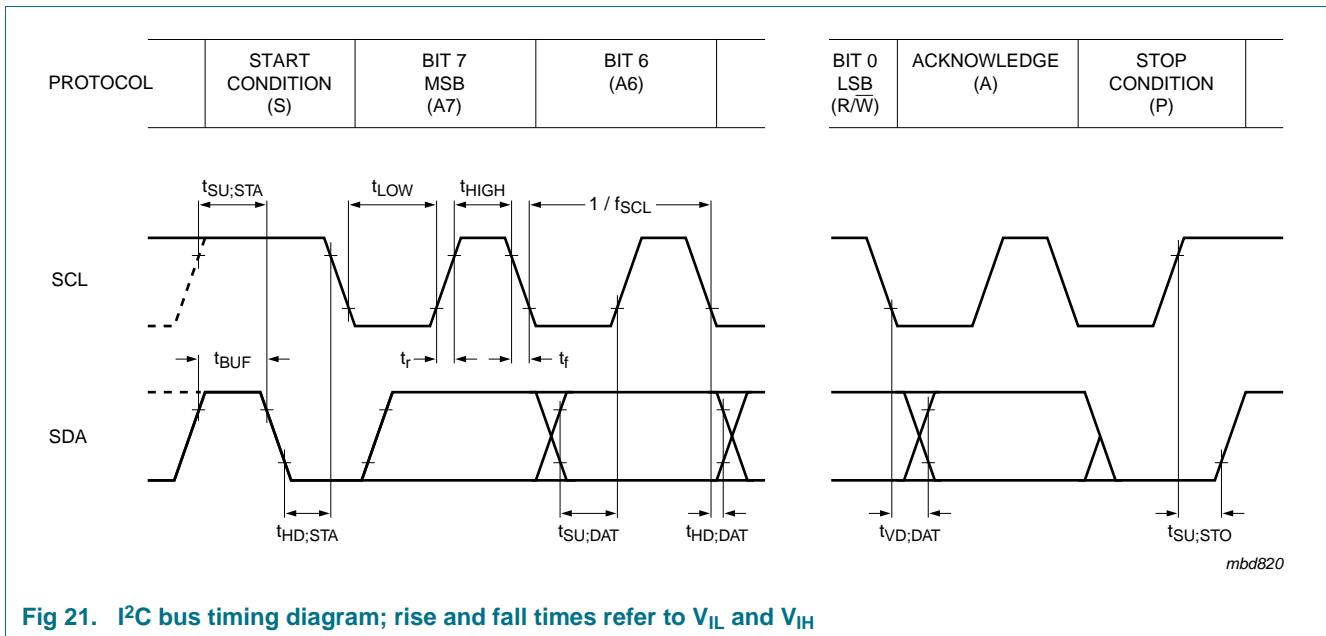 PROTOCOL
START
CONDITION
(S)
BIT 7
MSB
(A7)
BIT 6
(A6)
BIT 0
LSB
(R/W̅)
ACKNOWLEDGE
(A)
STOP
CONDITION
(P)
tSU;STA
tLOW
tHIGH
1 / fSCL
SCL
tBUF
tr
tf
SDA
tHD;STA
tSU;DAT
tHD;DAT
tVD;DAT
tSU;STO
mbd820
Fig 21. I²C bus timing diagram; rise and fall times refer to VIL and VIH